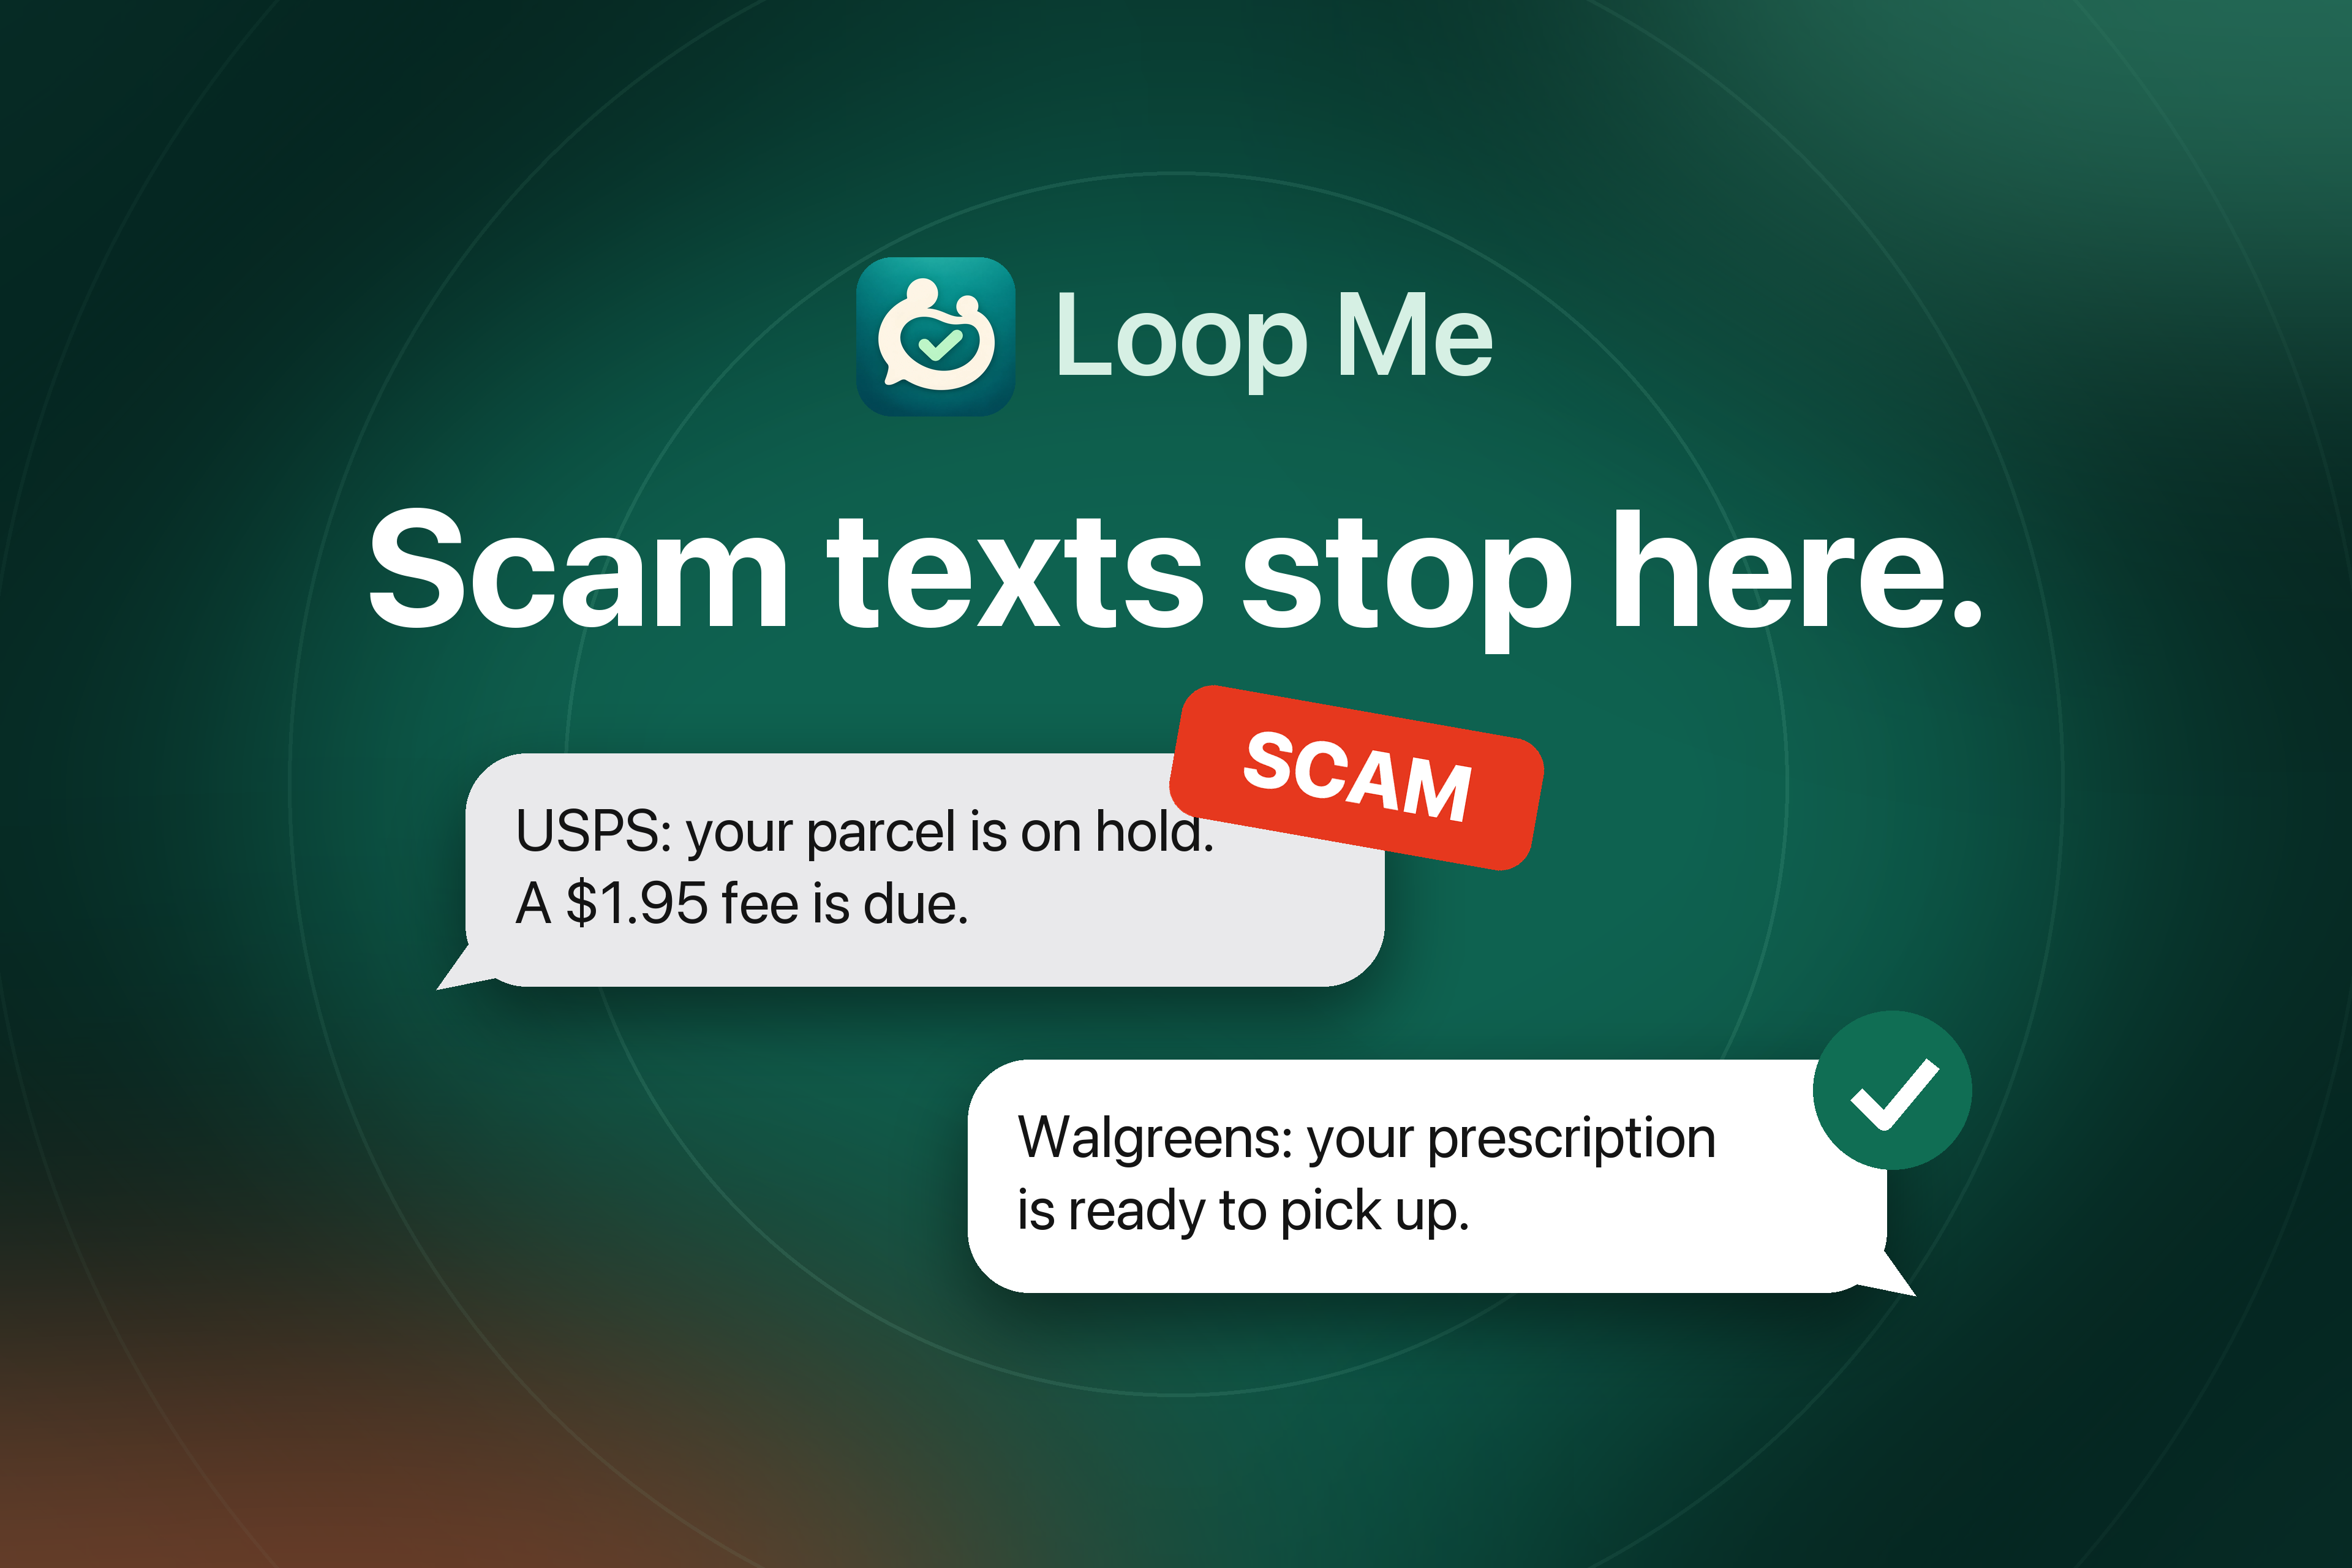 Loop Me
Scam texts stop here.
SCAM
USPS: your parcel is on hold.
A $1.95 fee is due.
Walgreens: your prescription
is ready to pick up.